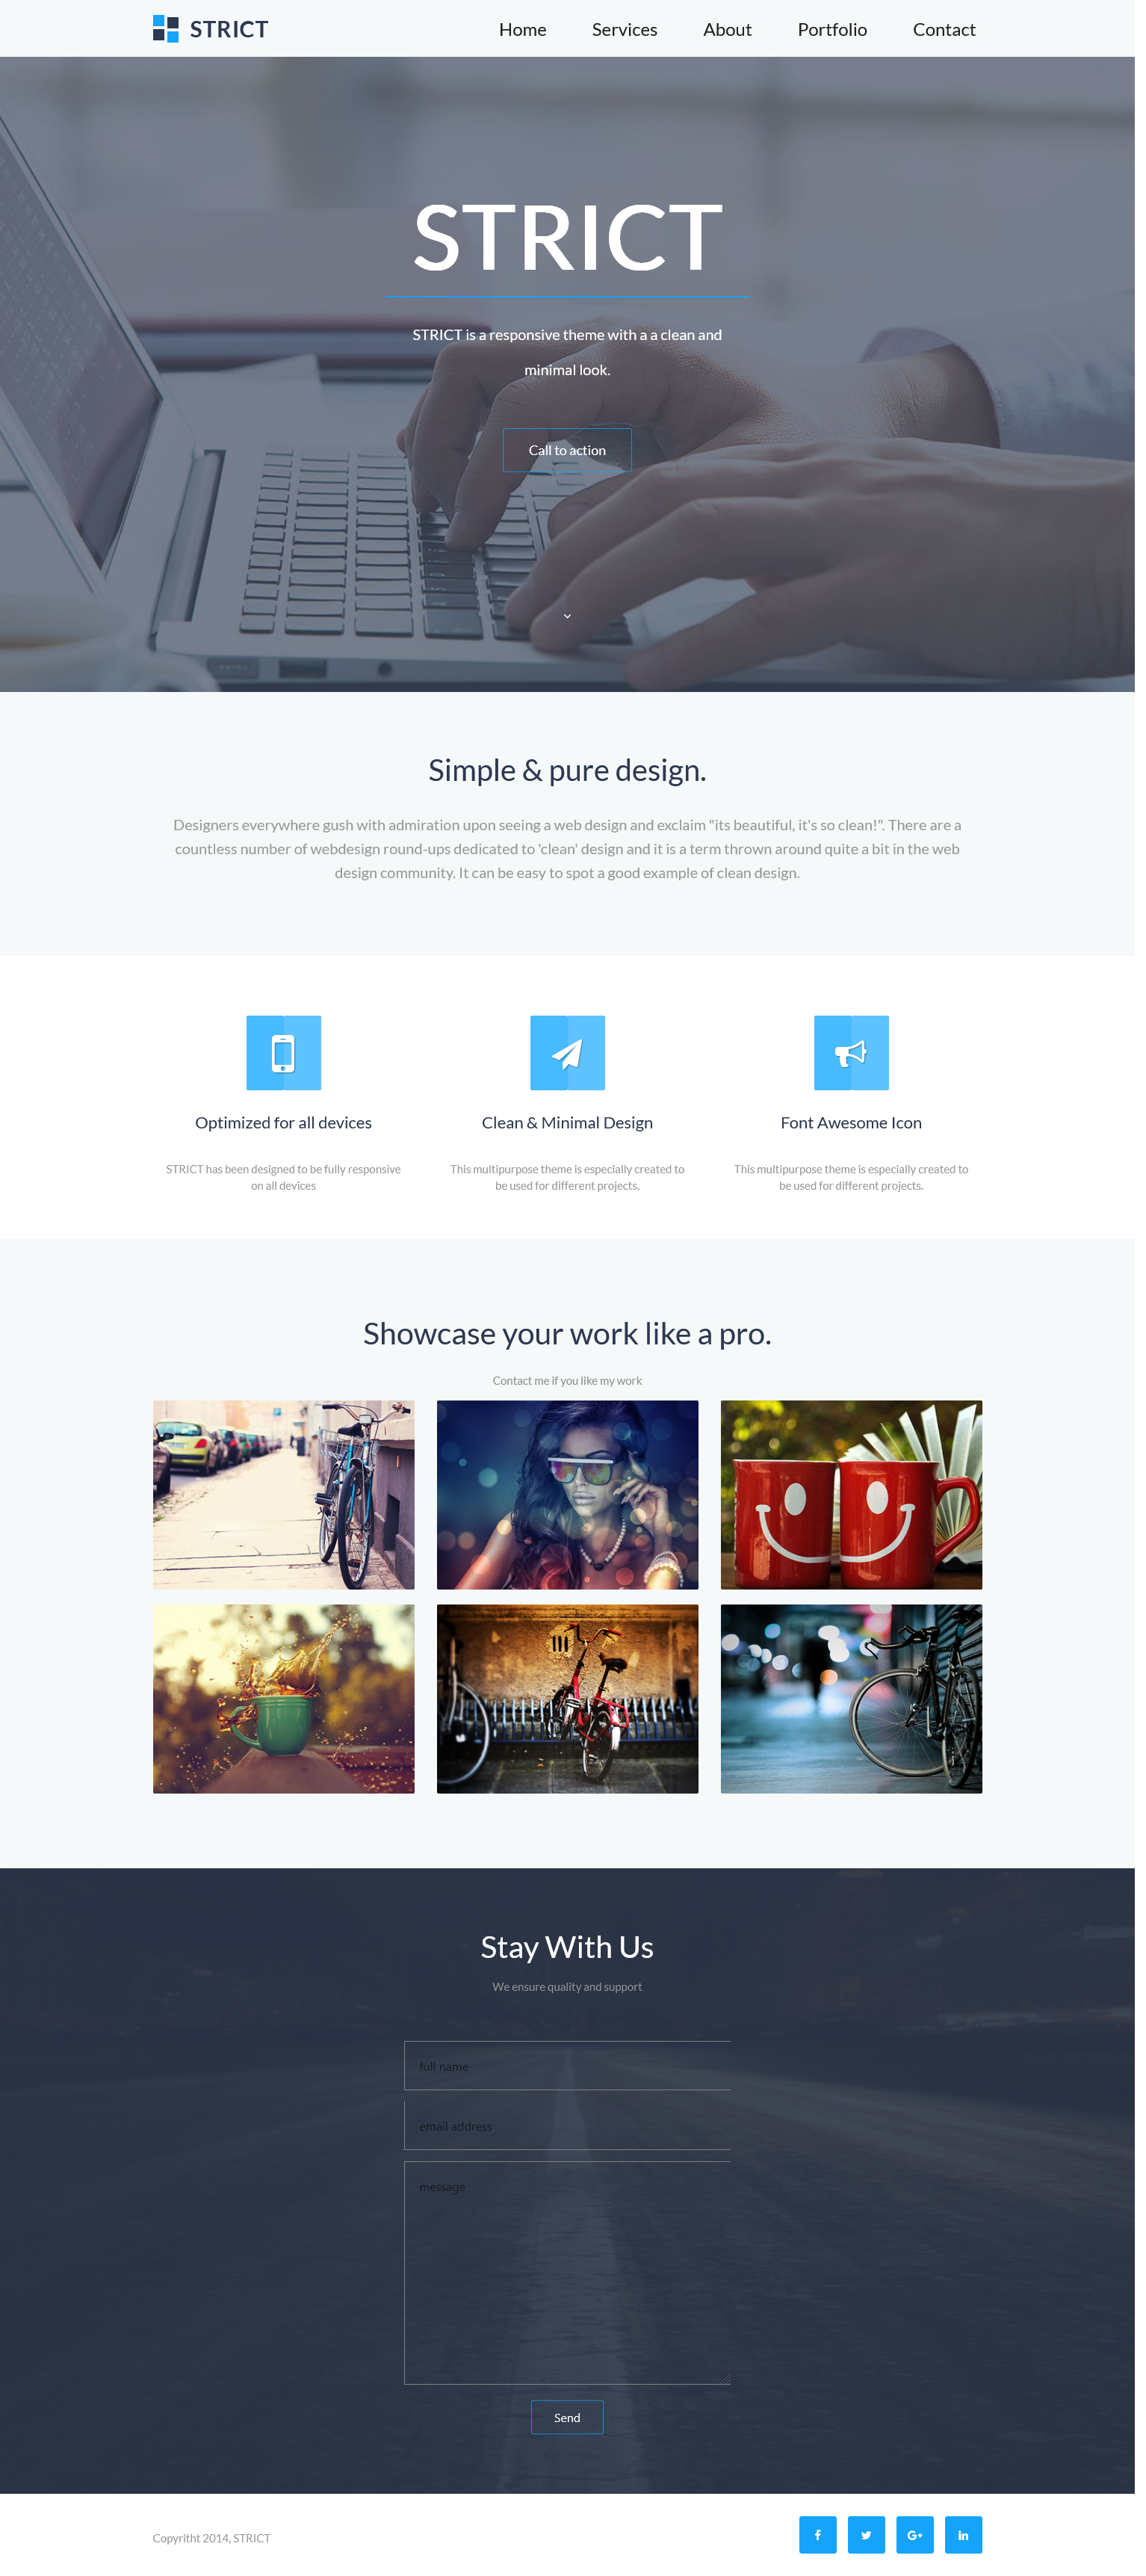 STRICT
Home Services About Portfolio Contact
STRICT
STRICT is a responsive theme with a a clean and
minimal look.
Call to action
Simple & pure design.
Designers everywhere gush with admiration upon seeing a web design and exclaim "its beautiful, it's so clean!". There are a
countless number of webdesign round-ups dedicated to 'clean' design and it is a term thrown around quite a bit in the web
design community. It can be easy to spot a good example of clean design.
Optimized for all devices
STRICT has been designed to be fully responsive
on all devices
Clean & Minimal Design
This multipurpose theme is especially created to
be used for different projects.
Font Awesome Icon
This multipurpose theme is especially created to
be used for different projects.
Showcase your work like a pro.
Contact me if you like my work
Stay With Us
We ensure quality and support
full name
email address
message
Send
Copyritht 2014, STRICT